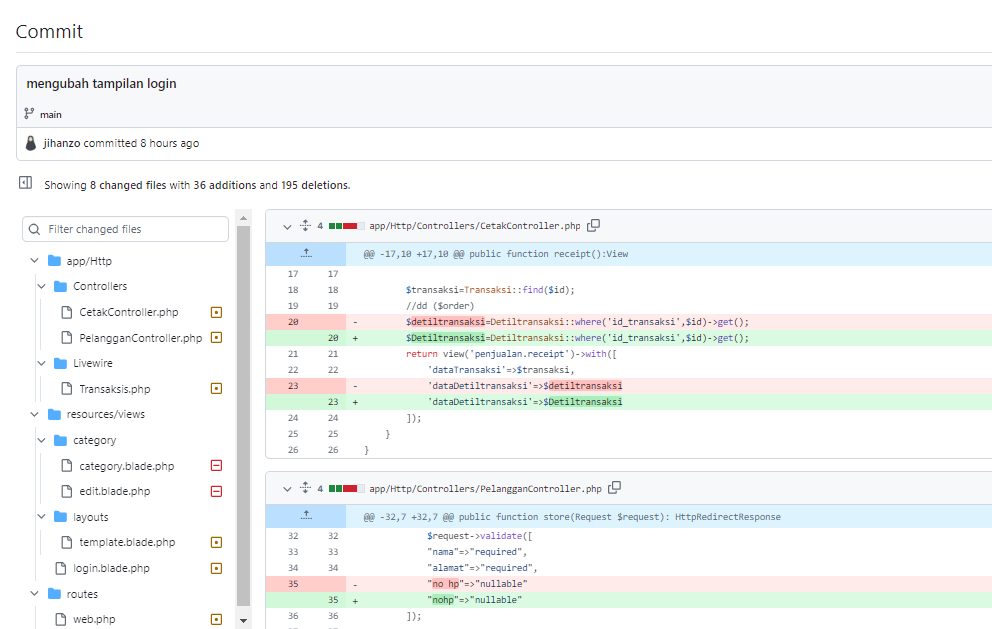 Commit
mengubah tampilan login
main
jihanzo committed 8 hours ago
Showing 8 changed files with 36 additions and 195 deletions.
Filter changed files
app/Http
Controllers
CetakController.php
PelangganController.php
Livewire
Transaksis.php
resources/views
category
category.blade.php
edit.blade.php
layouts
template.blade.php
login.blade.php
routes
web.php
4 app/Http/Controllers/CetakController.php
@@ -17,10 +17,10 @@ public function receipt():View
17 17
18 18 $transaksi=Transaksi::find($id);
19 19 //dd ($order)
20 - $detiltransaksi=Detiltransaksi::where('id_transaksi',$id)->get();
20 + $Detiltransaksi=Detiltransaksi::where('id_transaksi',$id)->get();
21 21 return view('penjualan.receipt')->with([
22 22 'dataTransaksi'=>$transaksi,
23 - 'dataDetiltransaksi'=>$detiltransaksi
23 + 'dataDetiltransaksi'=>$Detiltransaksi
24 24 ]);
25 25 }
26 26 }
4 app/Http/Controllers/PelangganController.php
@@ -32,7 +32,7 @@ public function store(Request $request): HttpRedirectResponse
32 32 $request->validate([
33 33 "nama"=>"required",
34 34 "alamat"=>"required",
35 - "no hp"=>"nullable"
35 + "nohp"=>"nullable"
36 36 ]);